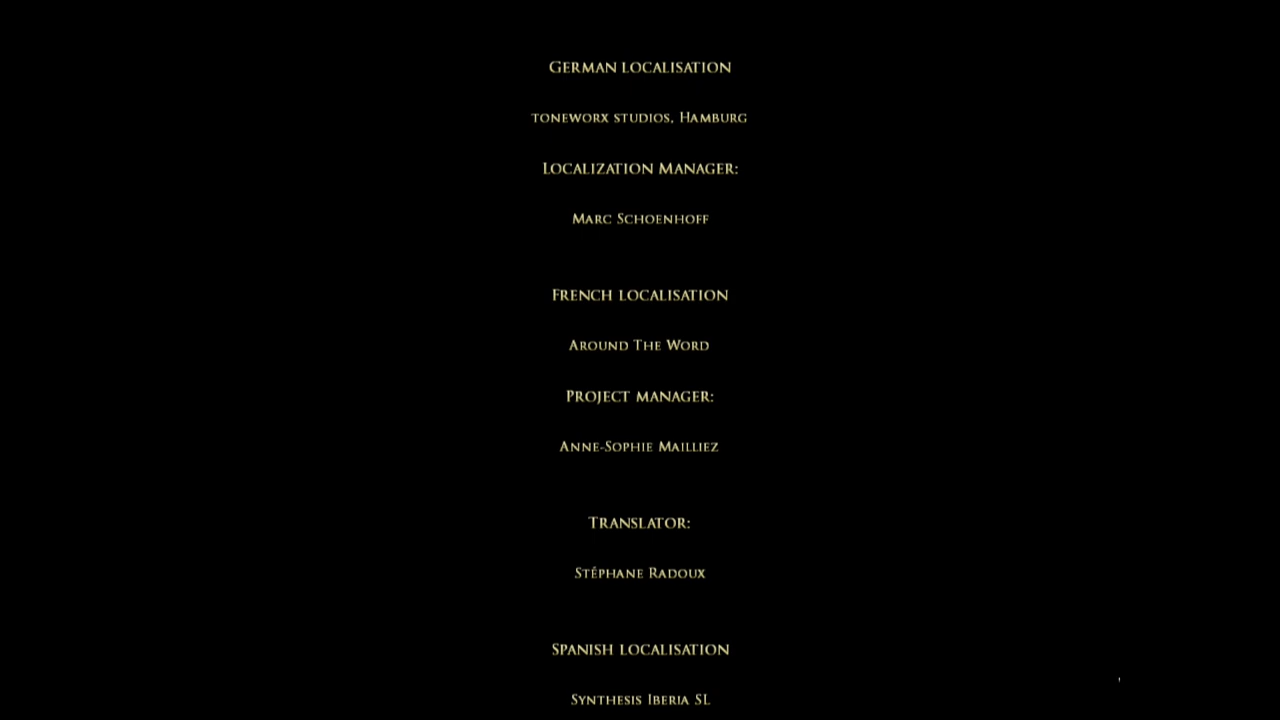 German localisation
toneworx studios, Hamburg
Localization Manager:
Marc Schoenhoff
French localisation
Around The Word
Project manager:
Anne-Sophie Mailliez
Translator:
Stéphane Radoux
Spanish localisation
Synthesis Iberia SL